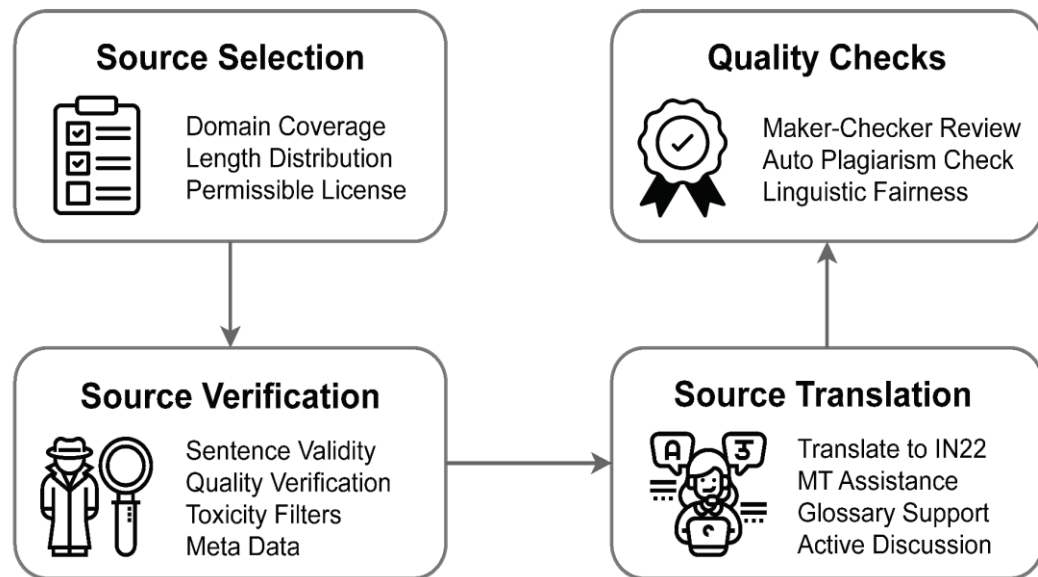 Source Selection
Domain Coverage
Length Distribution
Permissible License
Quality Checks
Maker-Checker Review
Auto Plagiarism Check
Linguistic Fairness
Source Verification
Sentence Validity
Quality Verification
Toxicity Filters
Meta Data
Source Translation
A
Translate to IN22
MT Assistance
Glossary Support
Active Discussion